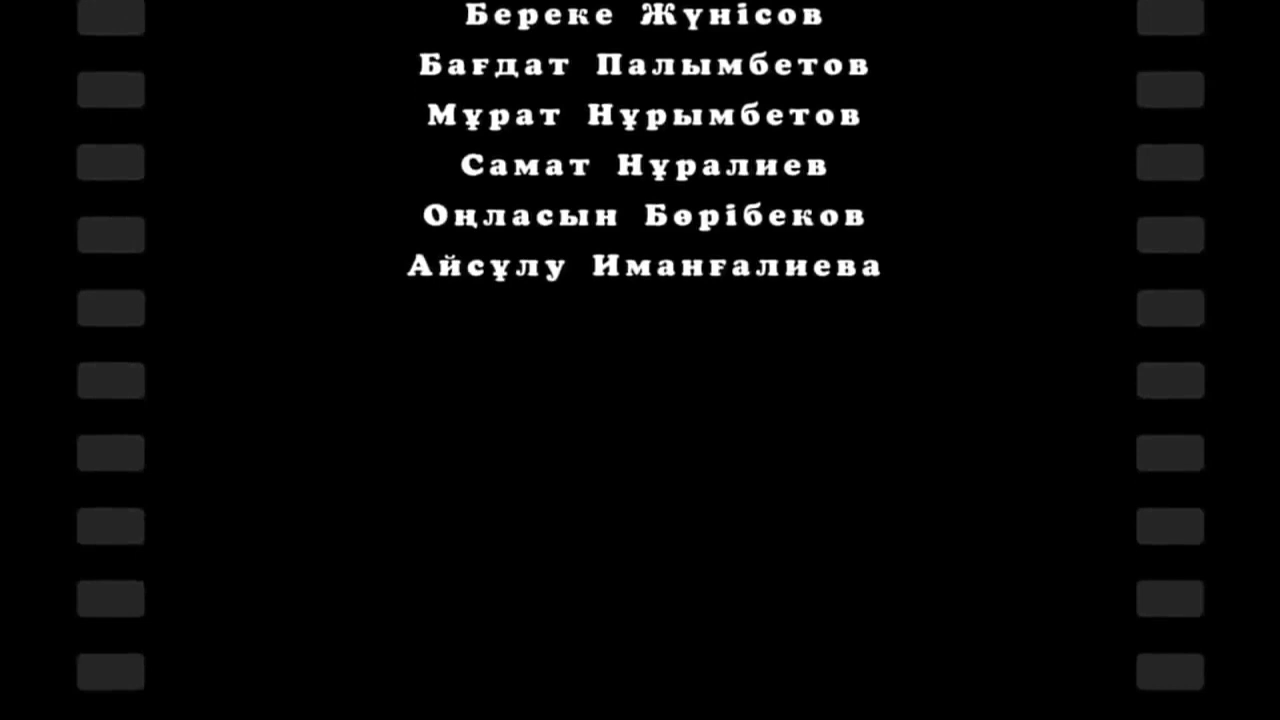 Береке Жүнісов
Бағдат Палымбетов
Мұрат Нұрымбетов
Самат Нұралиев
Оңласын Бөрібеков
Айсұлу Иманғалиева